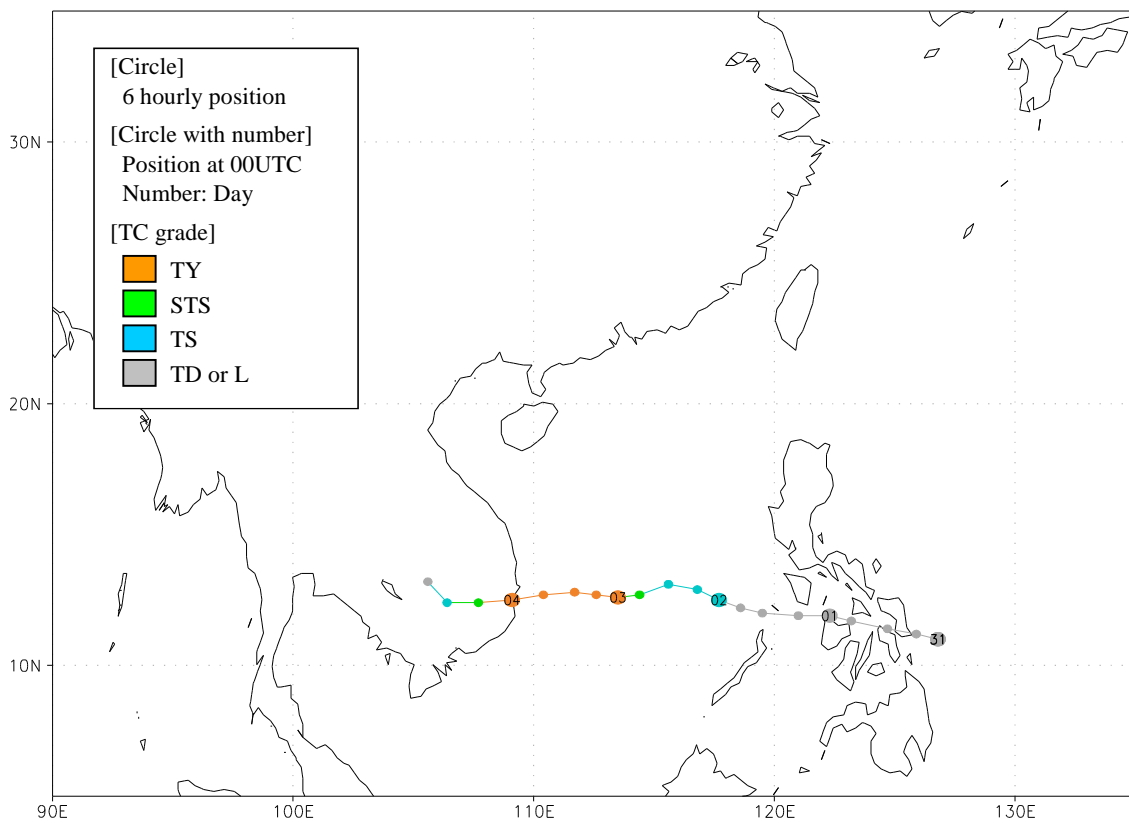 [Circle]
6 hourly position
[Circle with number]
Position at 00UTC
Number: Day
[TC grade]
TY
STS
TS
TD or L
30N
20N
10N
04
03
02
01
31
90E
100E
110E
120E
130E